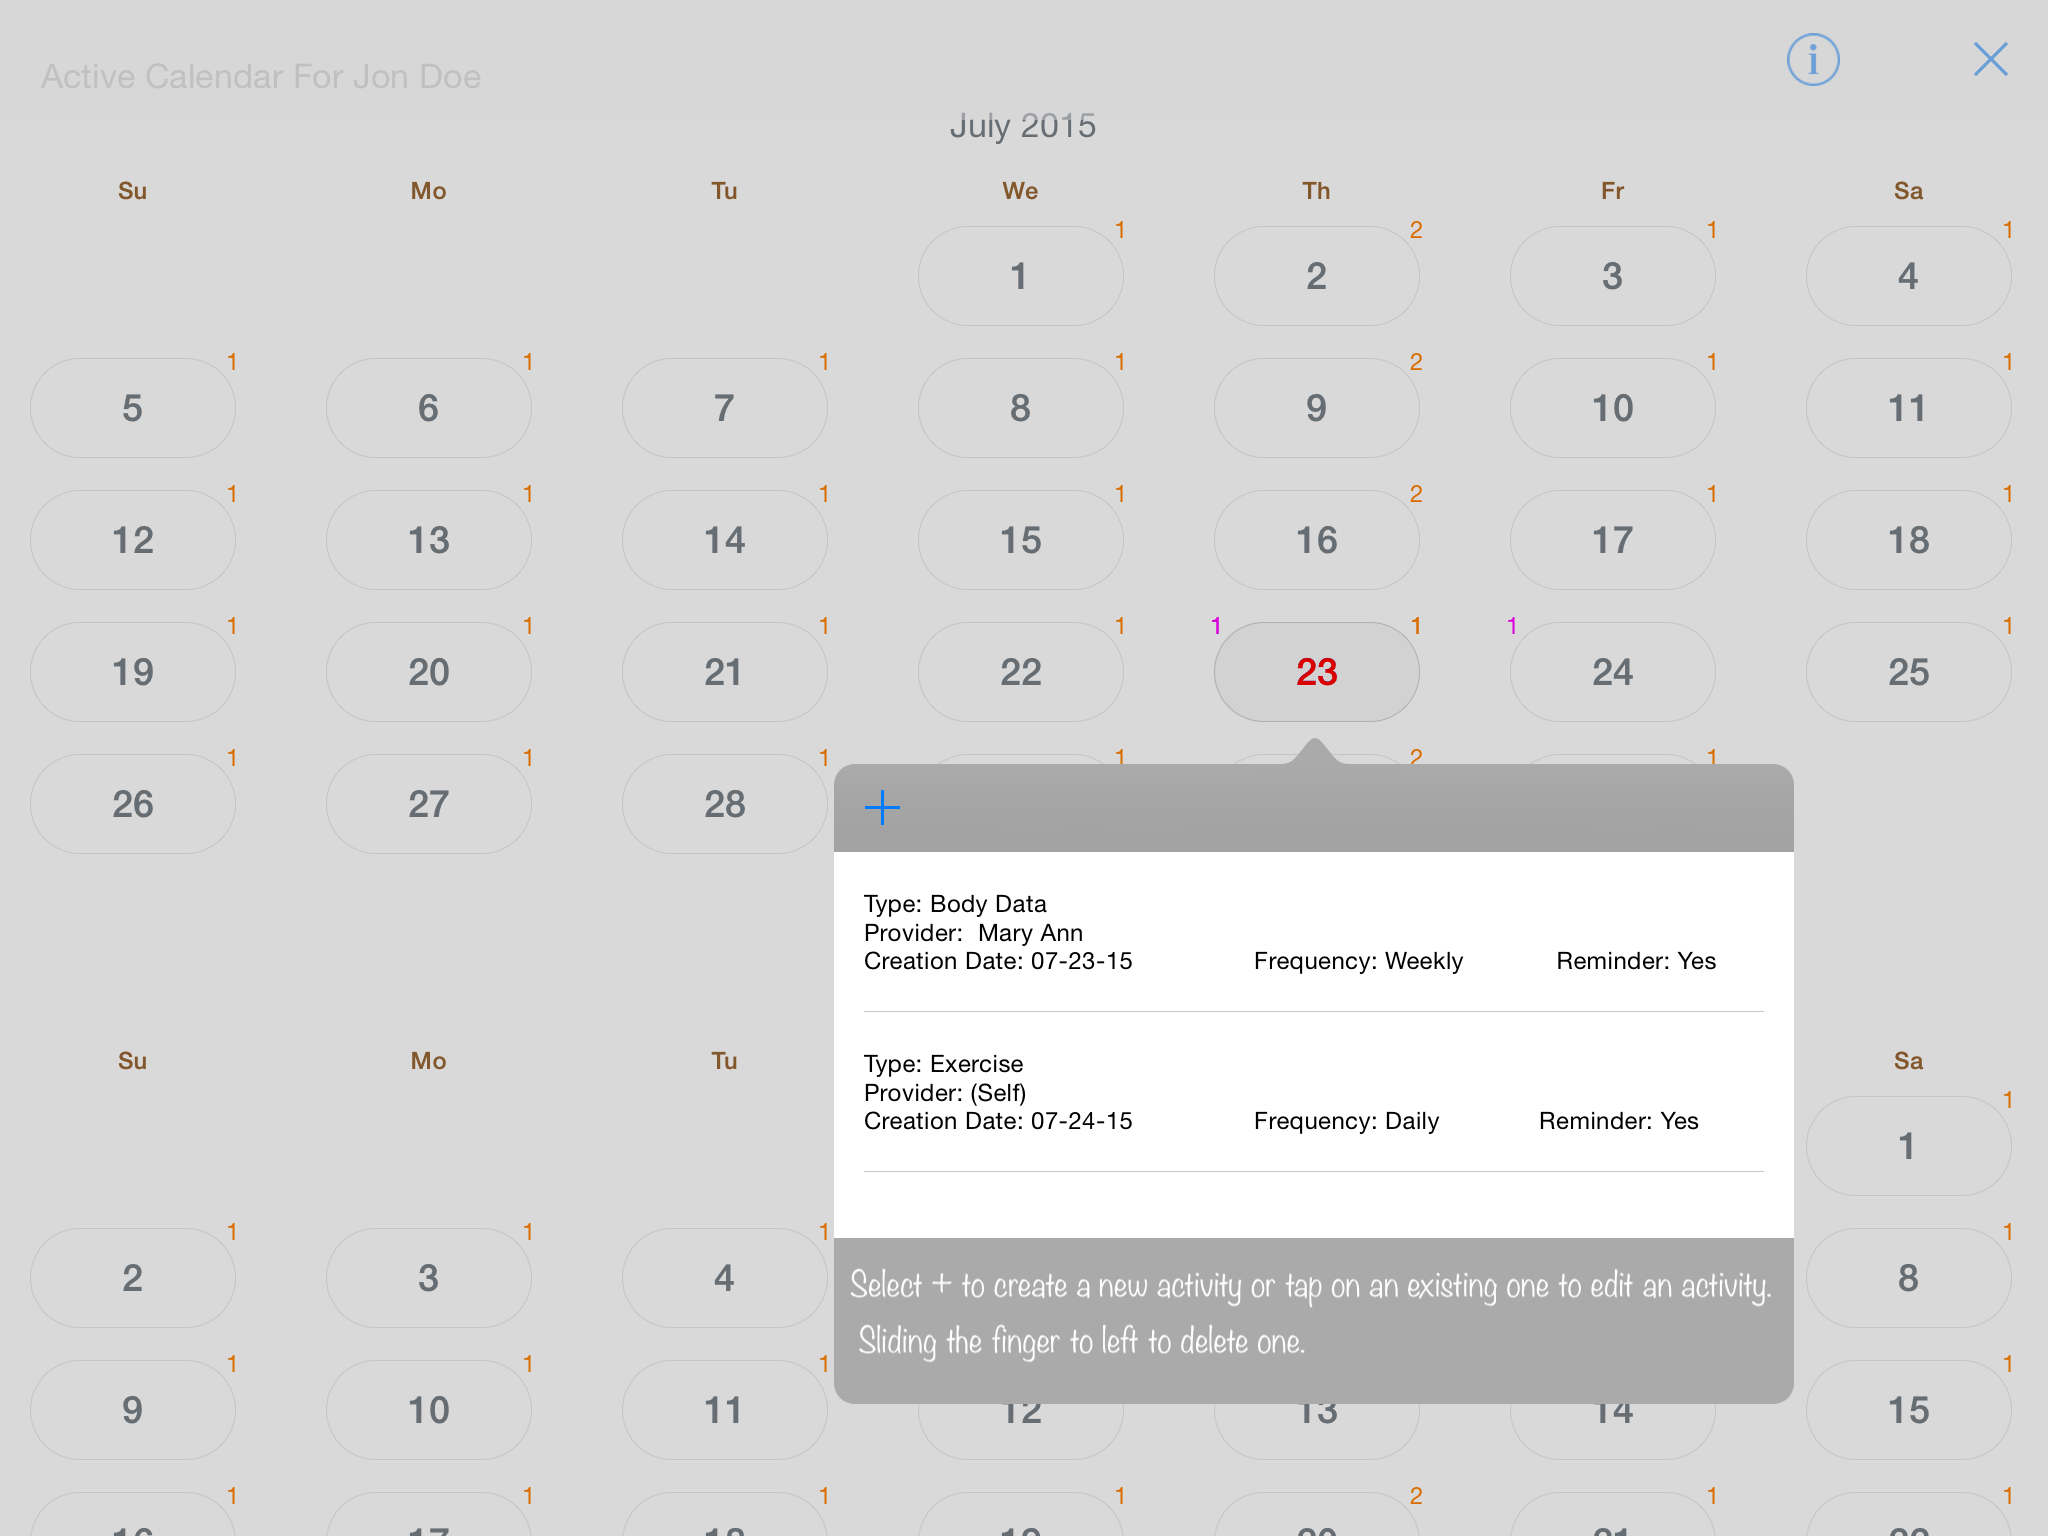 Active Calendar For Jon Doe
i
July 2015
Su Mo Tu We Th Fr Sa
1 2 1 1
1 2 3 4
1 1 1 1 2 1 1
5 6 7 8 9 10 11
1 1 1 1 2 1 1
12 13 14 15 16 17 18
1 1 1 1 1 1 1 1
19 20 21 22 23 24 25
1 1 1 1 2 1
26 27 28
+
Type: Body Data
Provider: Mary Ann
Creation Date: 07-23-15 Frequency: Weekly Reminder: Yes
Type: Exercise
Provider: (Self)
Creation Date: 07-24-15 Frequency: Daily Reminder: Yes
Select + to create a new activity or tap on an existing one to edit an activity.
Sliding the finger to left to delete one.
Su Mo Tu Sa
1
1
1 1 1 1
2 3 4 8
1 1 1 1
9 10 11 12 13 14 15
1 1 1 1 2 1 1
16 17 18 19 20 21 22